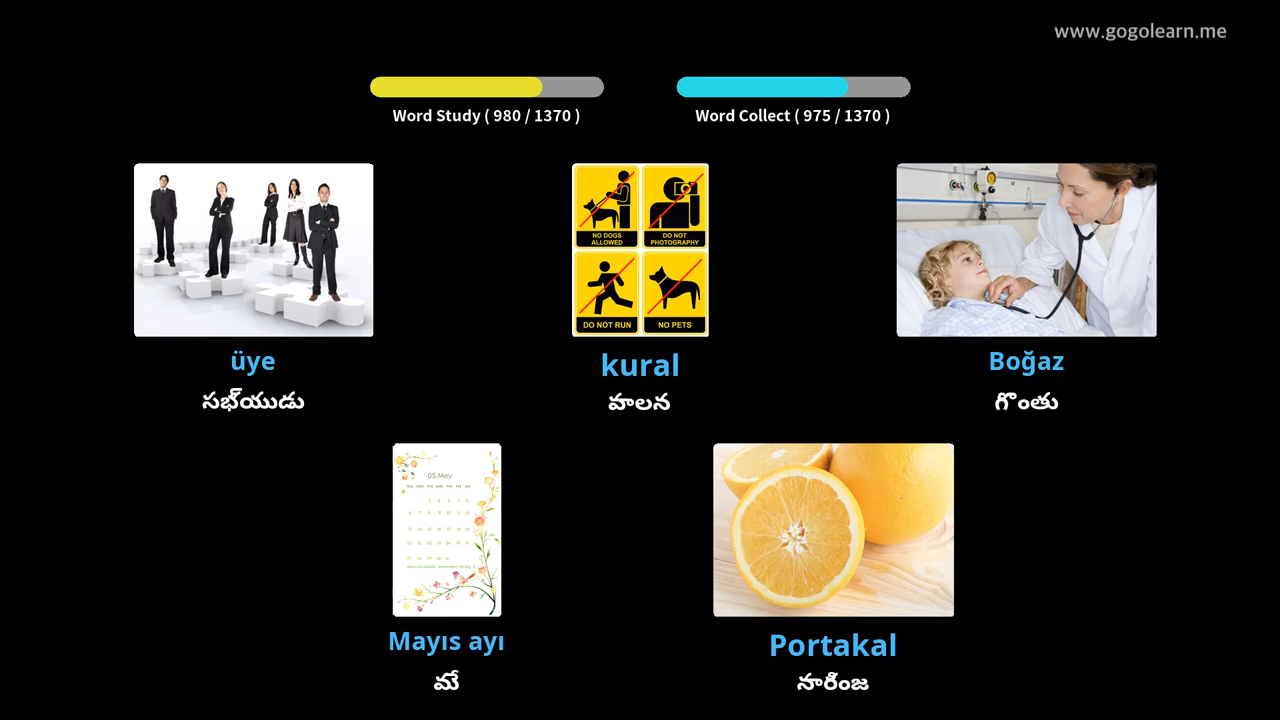 www.gogolearn.me
Word Study ( 980 / 1370 )
Word Collect ( 975 / 1370 )
NO DOGS
ALLOWED
DO NOT
PHOTOGRAPHY
DO NOT RUN
NO PETS
üye
సభ్యుడు
kural
పాలన
Boğaz
గొంతు
05.May
Mayıs ayı
మే
Portakal
నారింజ